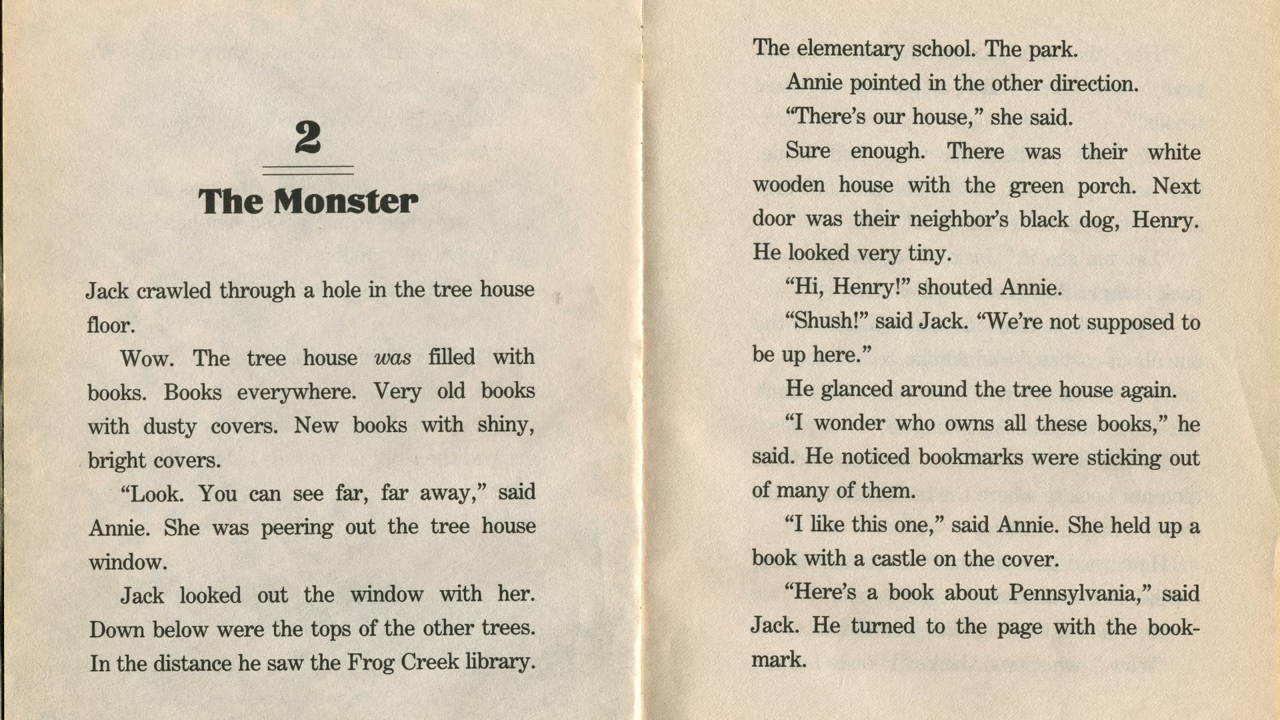 2
The Monster
Jack crawled through a hole in the tree house
floor.
Wow. The tree house was filled with
books. Books everywhere. Very old books
with dusty covers. New books with shiny,
bright covers.
“Look. You can see far, far away,” said
Annie. She was peering out the tree house
window.
Jack looked out the window with her.
Down below were the tops of the other trees.
In the distance he saw the Frog Creek library.
The elementary school. The park.
Annie pointed in the other direction.
“There’s our house,” she said.
Sure enough. There was their white
wooden house with the green porch. Next
door was their neighbor’s black dog, Henry.
He looked very tiny.
“Hi, Henry!” shouted Annie.
“Shush!” said Jack. “We’re not supposed to
be up here.”
He glanced around the tree house again.
“I wonder who owns all these books,” he
said. He noticed bookmarks were sticking out
of many of them.
“I like this one,” said Annie. She held up a
book with a castle on the cover.
“Here’s a book about Pennsylvania,” said
Jack. He turned to the page with the book-
mark.